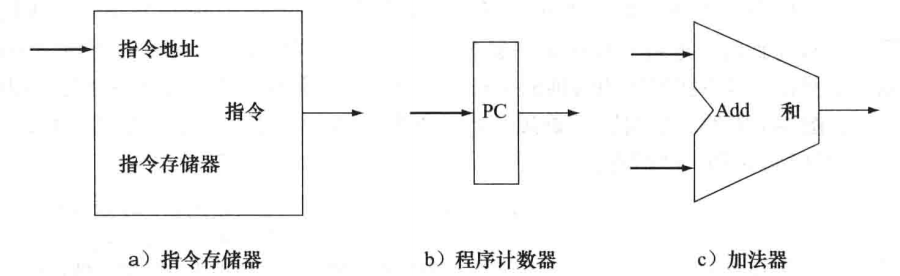 指令地址
指令
指令存储器
PC
Add 和
a）指令存储器
b）程序计数器
c）加法器